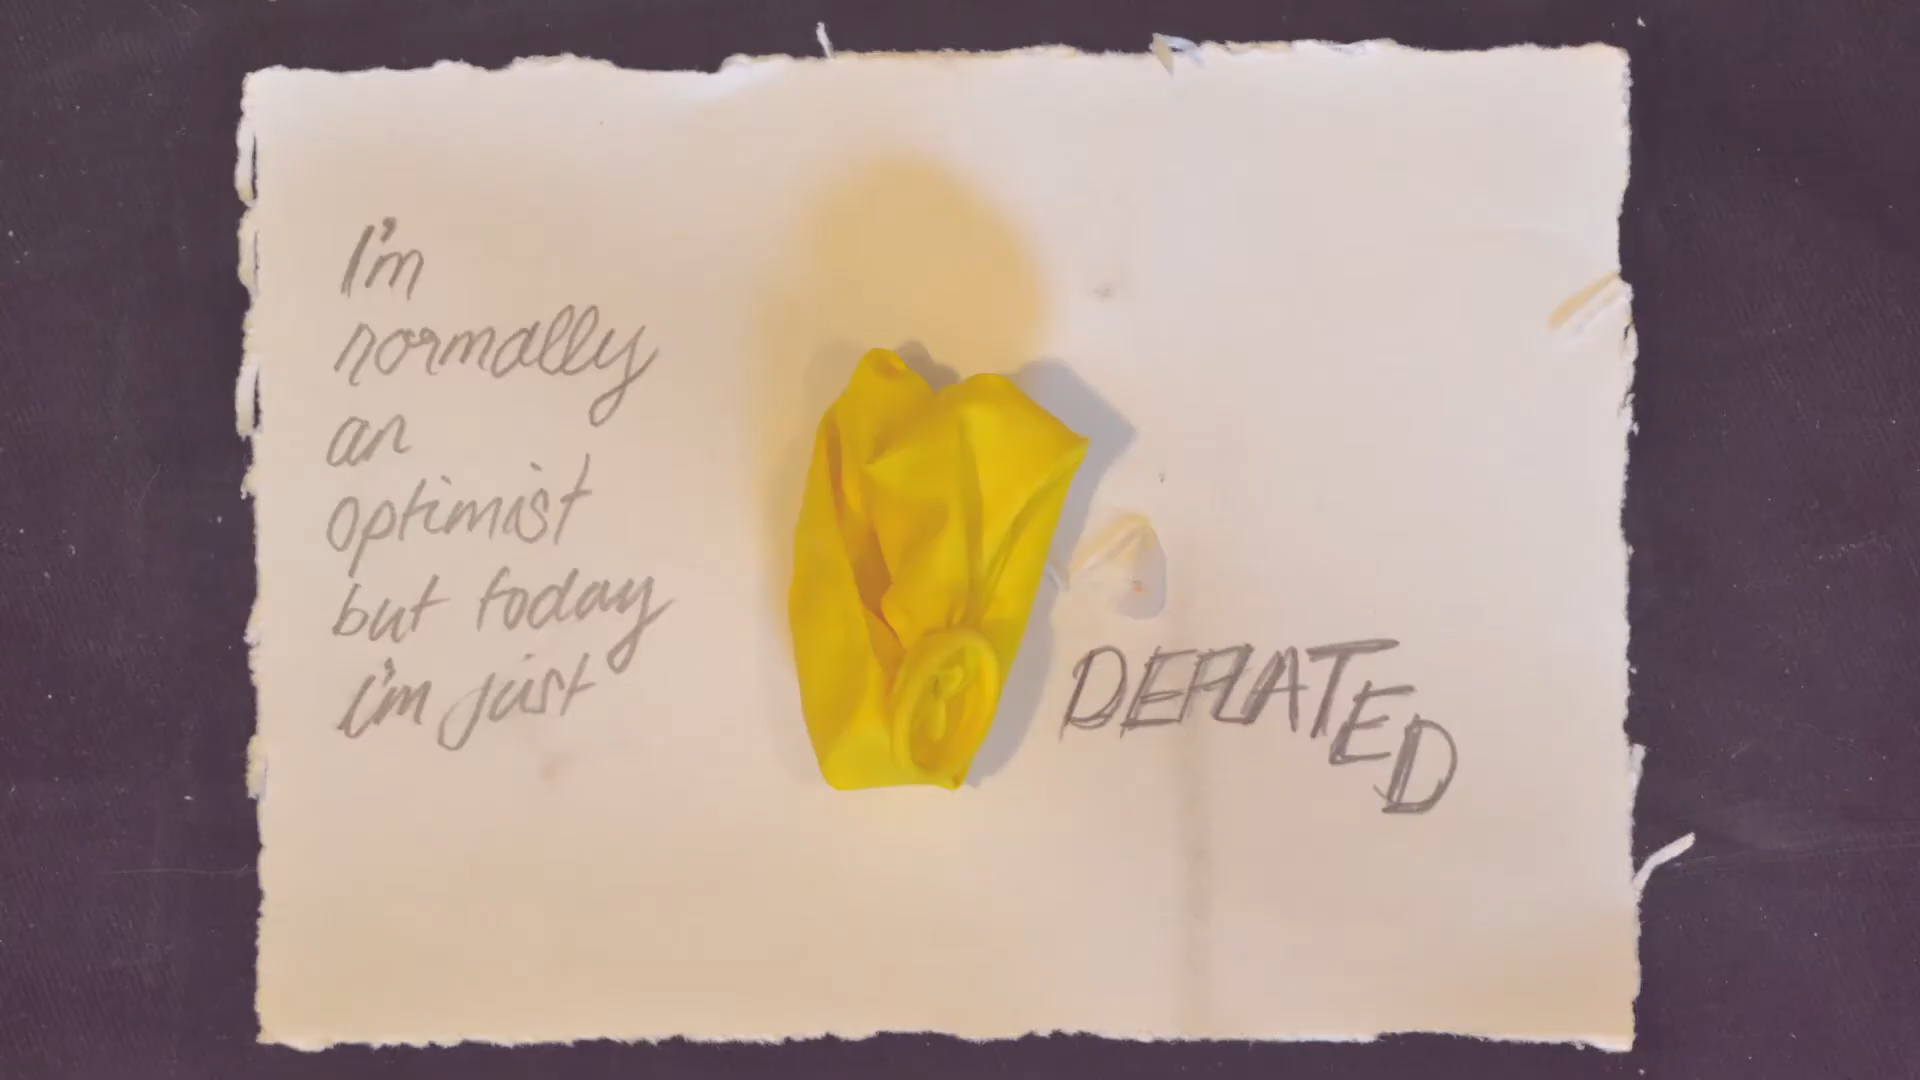 I'm
normally
an
optimist
but today
i'm just
DEFLATED